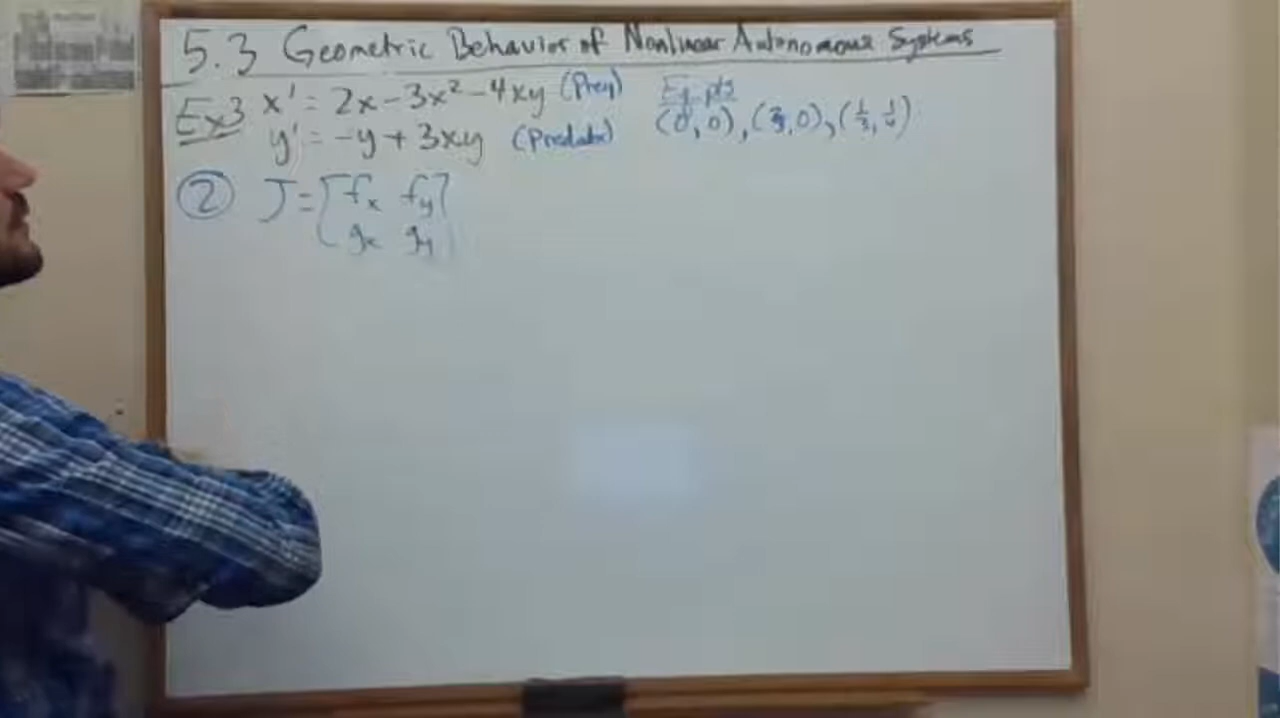 5.3 Geometric Behavior of Nonlinear Autonomous Systems
Ex3 x' = 2x - 3x² - 4xy (Prey)
y' = -y + 3xy (Predator)
Eq. pts
(0, 0), (2/3, 0), (1/3, 1/4)
② J = [fx fy
gx gy]